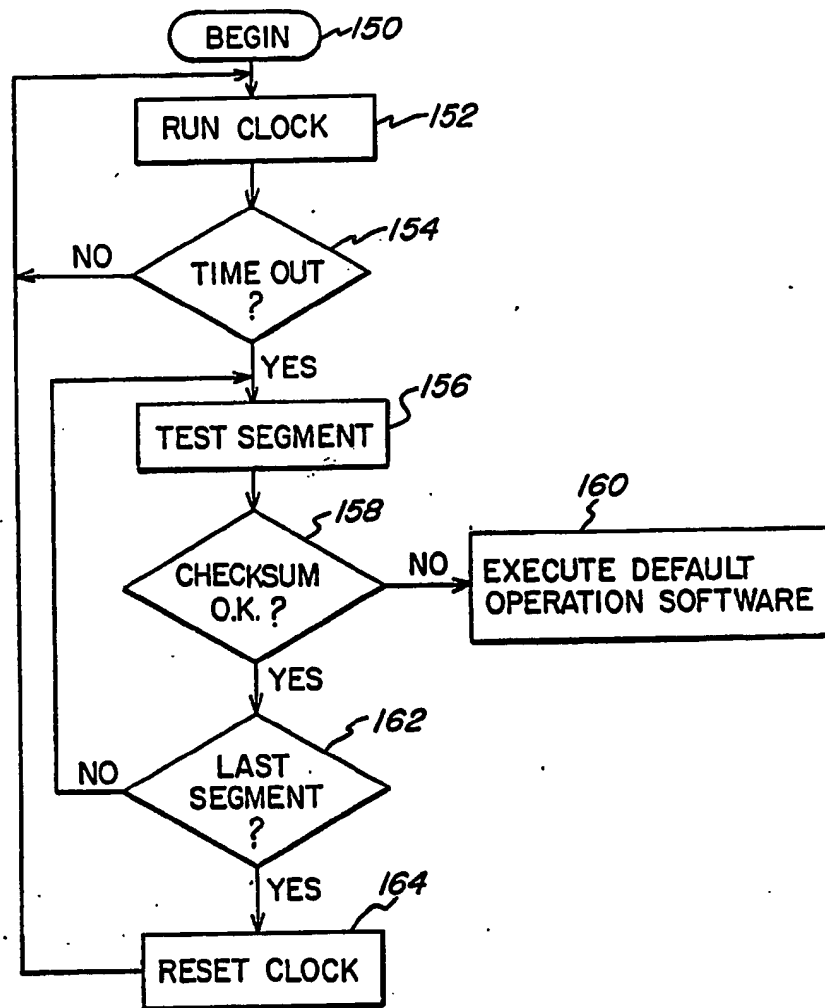 BEGIN
150
RUN CLOCK
152
154
NO
TIME OUT
?
YES
156
TEST SEGMENT
158
160
CHECKSUM
O.K. ?
NO
EXECUTE DEFAULT
OPERATION SOFTWARE
YES
162
NO
LAST
SEGMENT
?
YES
164
RESET CLOCK